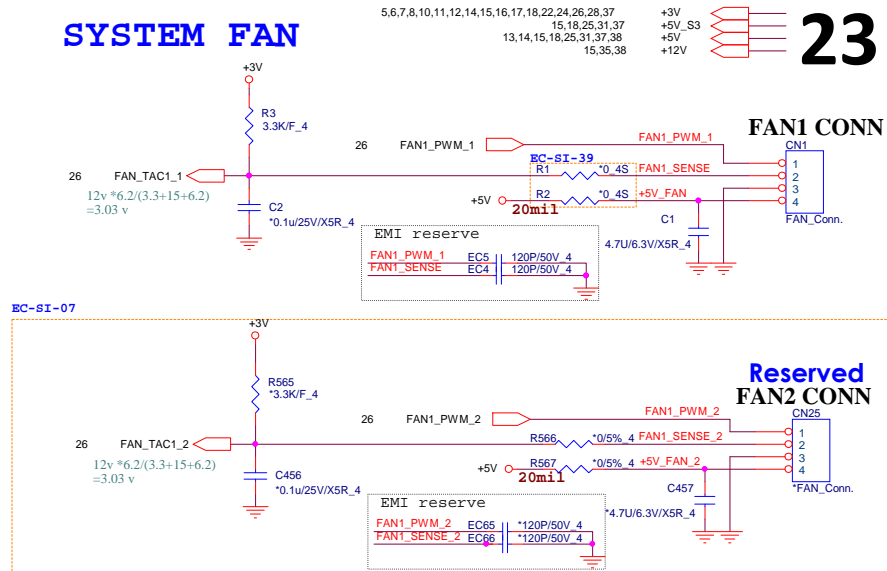 SYSTEM FAN
5,6,7,8,10,11,12,14,15,16,17,18,22,24,26,28,37 +3V
15,18,25,31,37 +5V_S3
13,14,15,18,25,31,37,38 +5V
15,35,38 +12V
23
+3V
R3
3.3K/F_4
26 FAN1_PWM_1
FAN1_PWM_1
FAN1 CONN
CN1
EC-SI-39
26 FAN_TAC1_1
R1 *0_4S FAN1_SENSE
1
2
3
4
12v *6.2/(3.3+15+6.2)
=3.03 v
+5V R2 *0_4S +5V_FAN
20mil
C2
*0.1u/25V/X5R_4
C1
4.7U/6.3V/X5R_4
FAN_Conn.
EMI reserve
FAN1_PWM_1 EC5 120P/50V_4
FAN1_SENSE EC4 120P/50V_4
EC-SI-07
+3V
R565
*3.3K/F_4
Reserved
FAN2 CONN
CN25
26 FAN1_PWM_2
FAN1_PWM_2
26 FAN_TAC1_2
R566 *0/5%_4 FAN1_SENSE_2
1
2
3
4
12v *6.2/(3.3+15+6.2)
=3.03 v
+5V R567 *0/5%_4 +5V_FAN_2
20mil
C456
*0.1u/25V/X5R_4
C457
*4.7U/6.3V/X5R_4
*FAN_Conn.
EMI reserve
FAN1_PWM_2 EC65 *120P/50V_4
FAN1_SENSE_2 EC66 *120P/50V_4